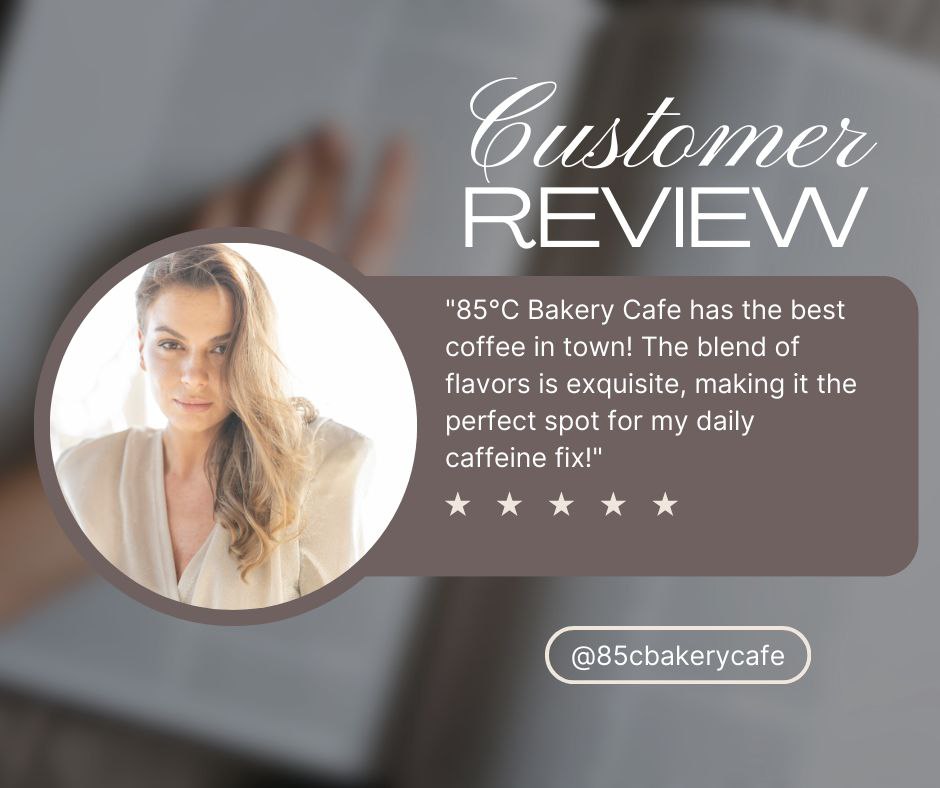 Customer
REVIEW
"85°C Bakery Cafe has the best
coffee in town! The blend of
flavors is exquisite, making it the
perfect spot for my daily
caffeine fix!"
★ ★ ★ ★ ★
@85cbakerycafe